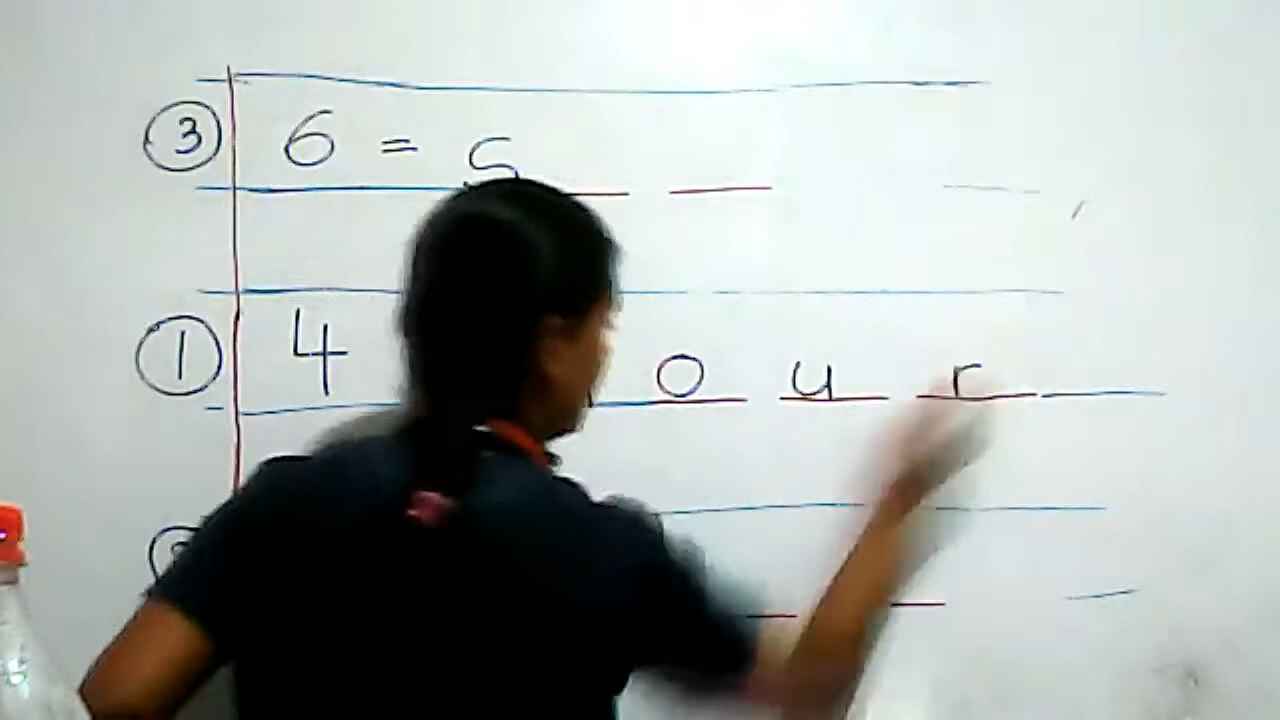 ③ 6 = s
① 4 o u r